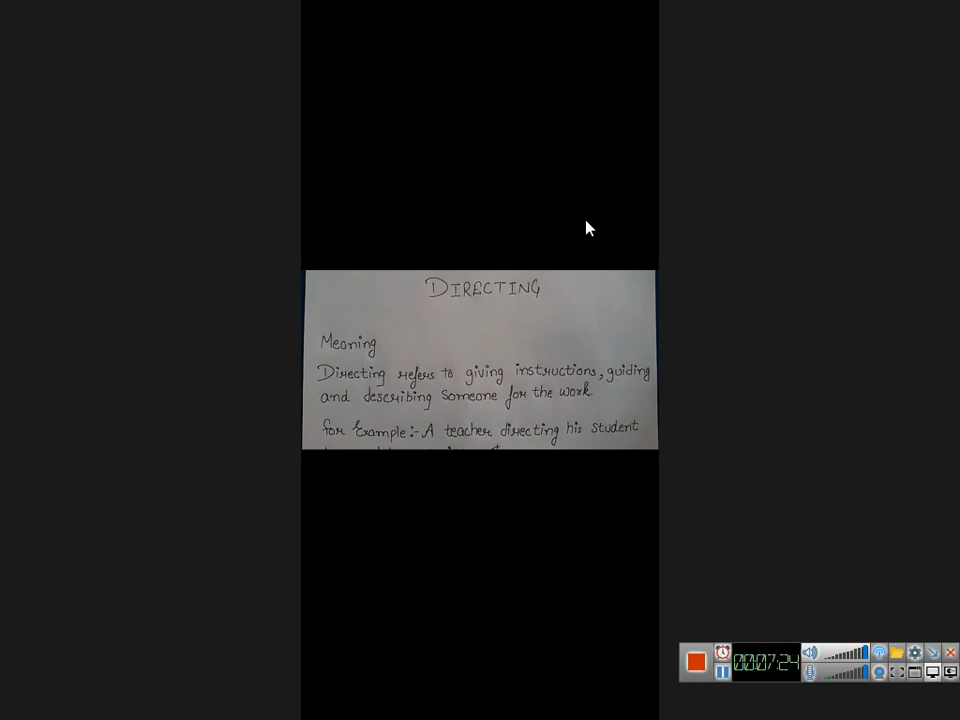 DIRECTING
Meaning
Directing refers to giving instructions, guiding
and describing Someone for the work.
for Example:- A teacher directing his student
00:07:24